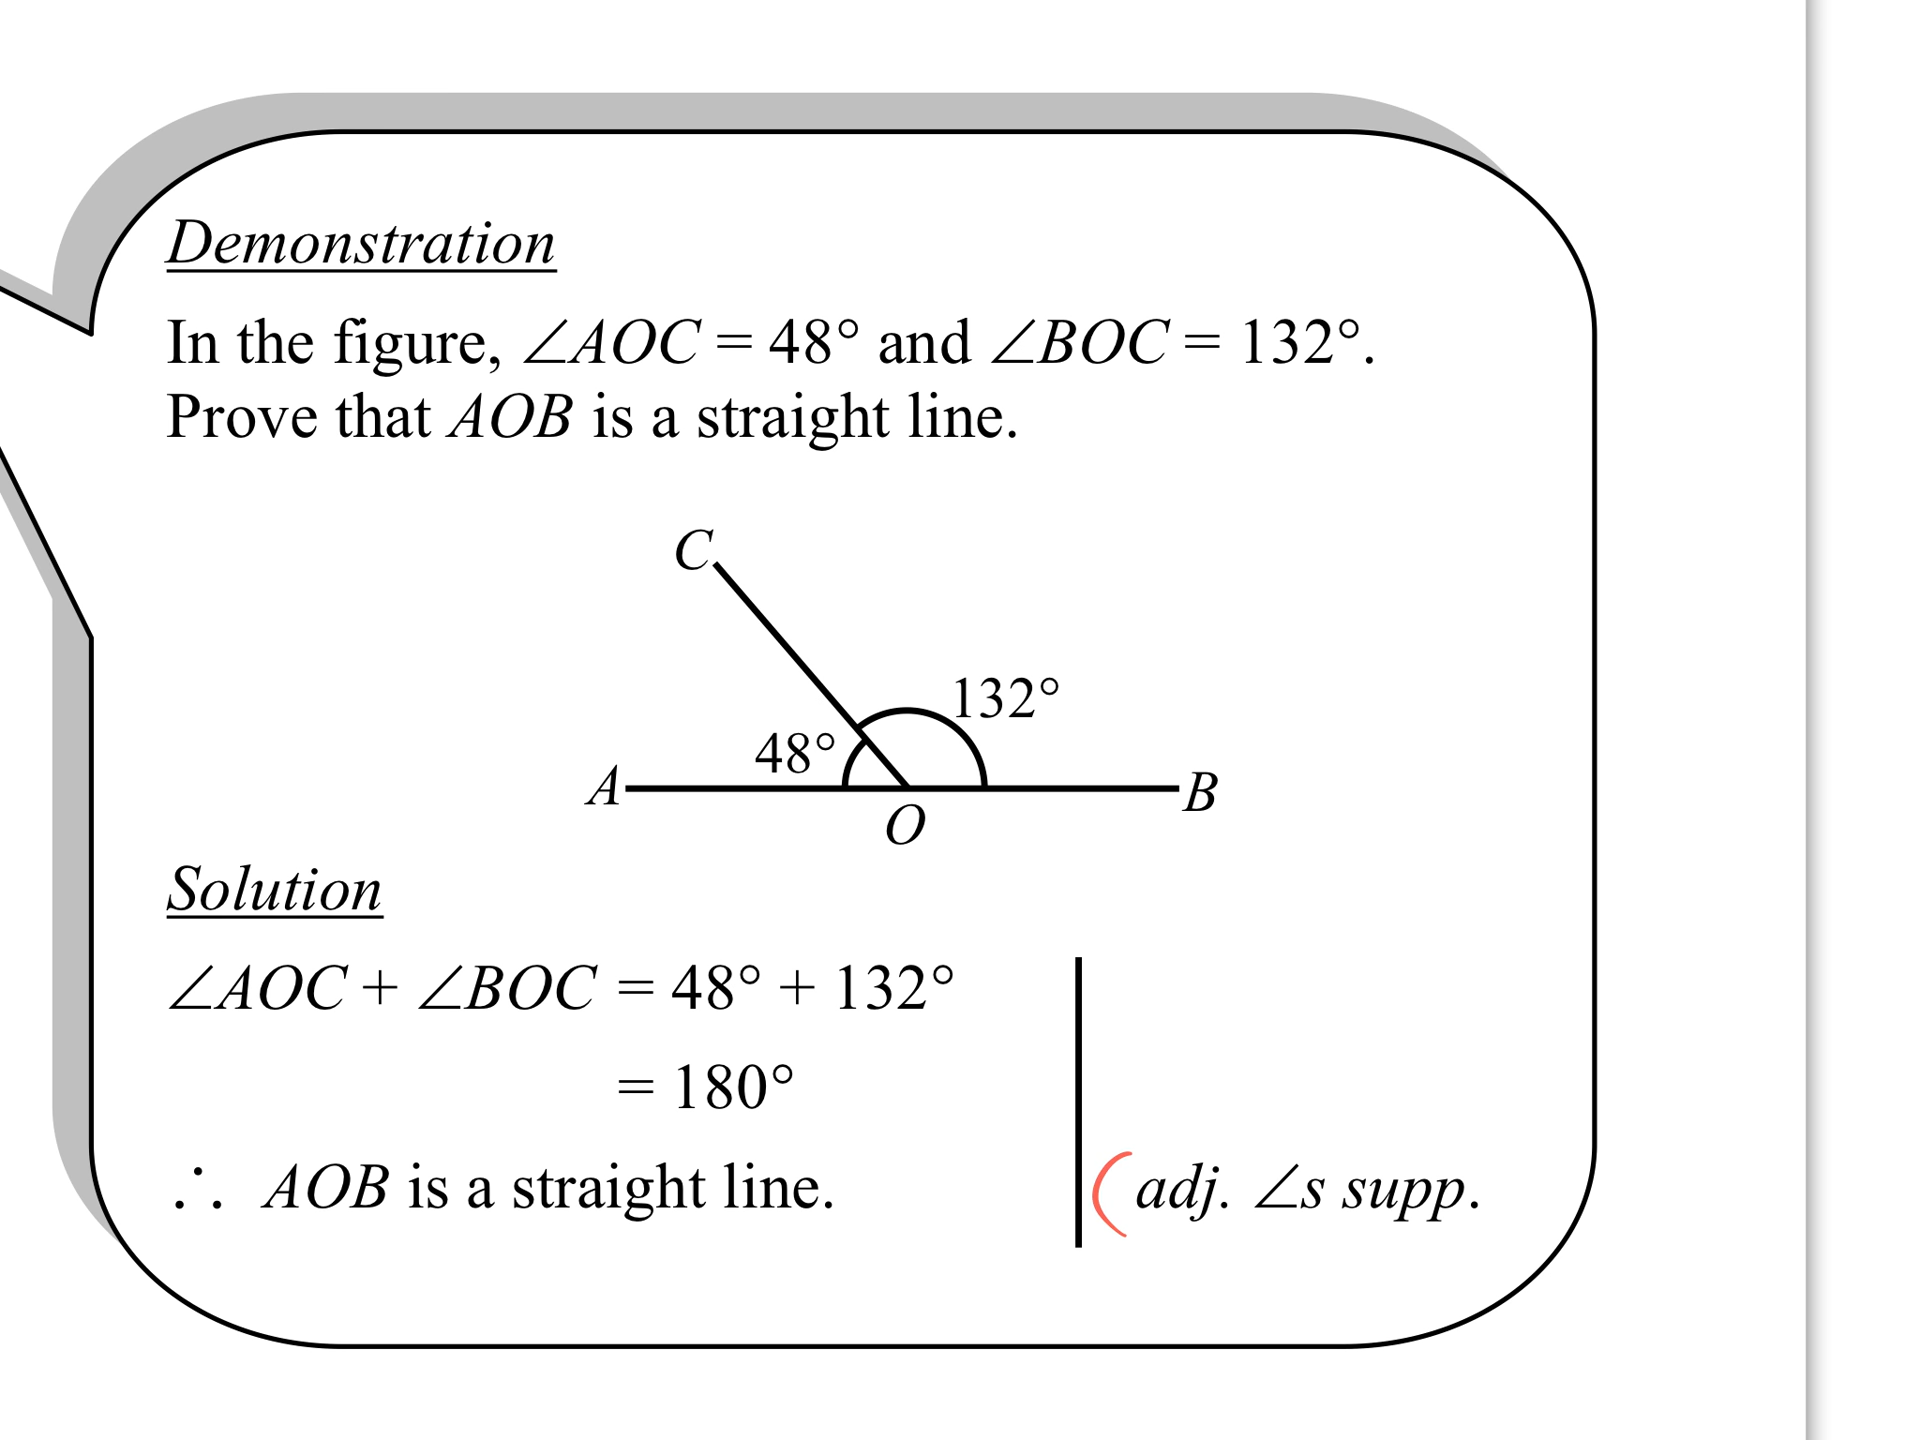 Demonstration
In the figure, ∠AOC = 48° and ∠BOC = 132°.
Prove that AOB is a straight line.
C
132°
48°
A
B
O
Solution
∠AOC + ∠BOC = 48° + 132°
= 180°
∴ AOB is a straight line.
(adj. ∠s supp.